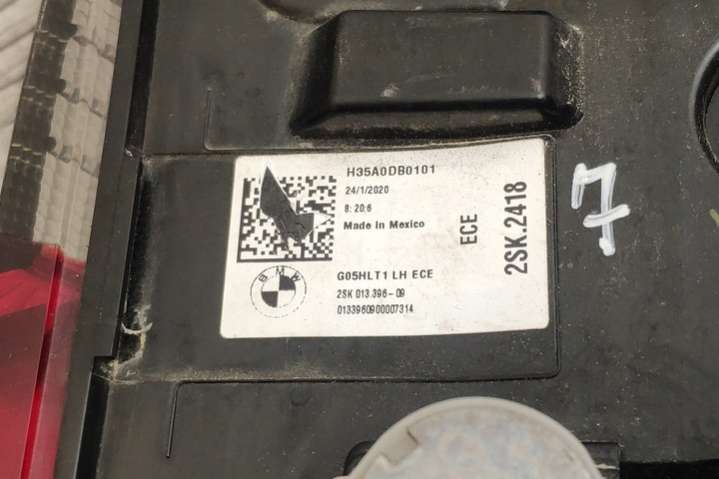 H35A0DB0101
24/1/2020
8:20:6
Made in Mexico
ECE
2SK.2418
BMW
G05HLT1 LH ECE
2SK 013.396-09
0133960900007314
7